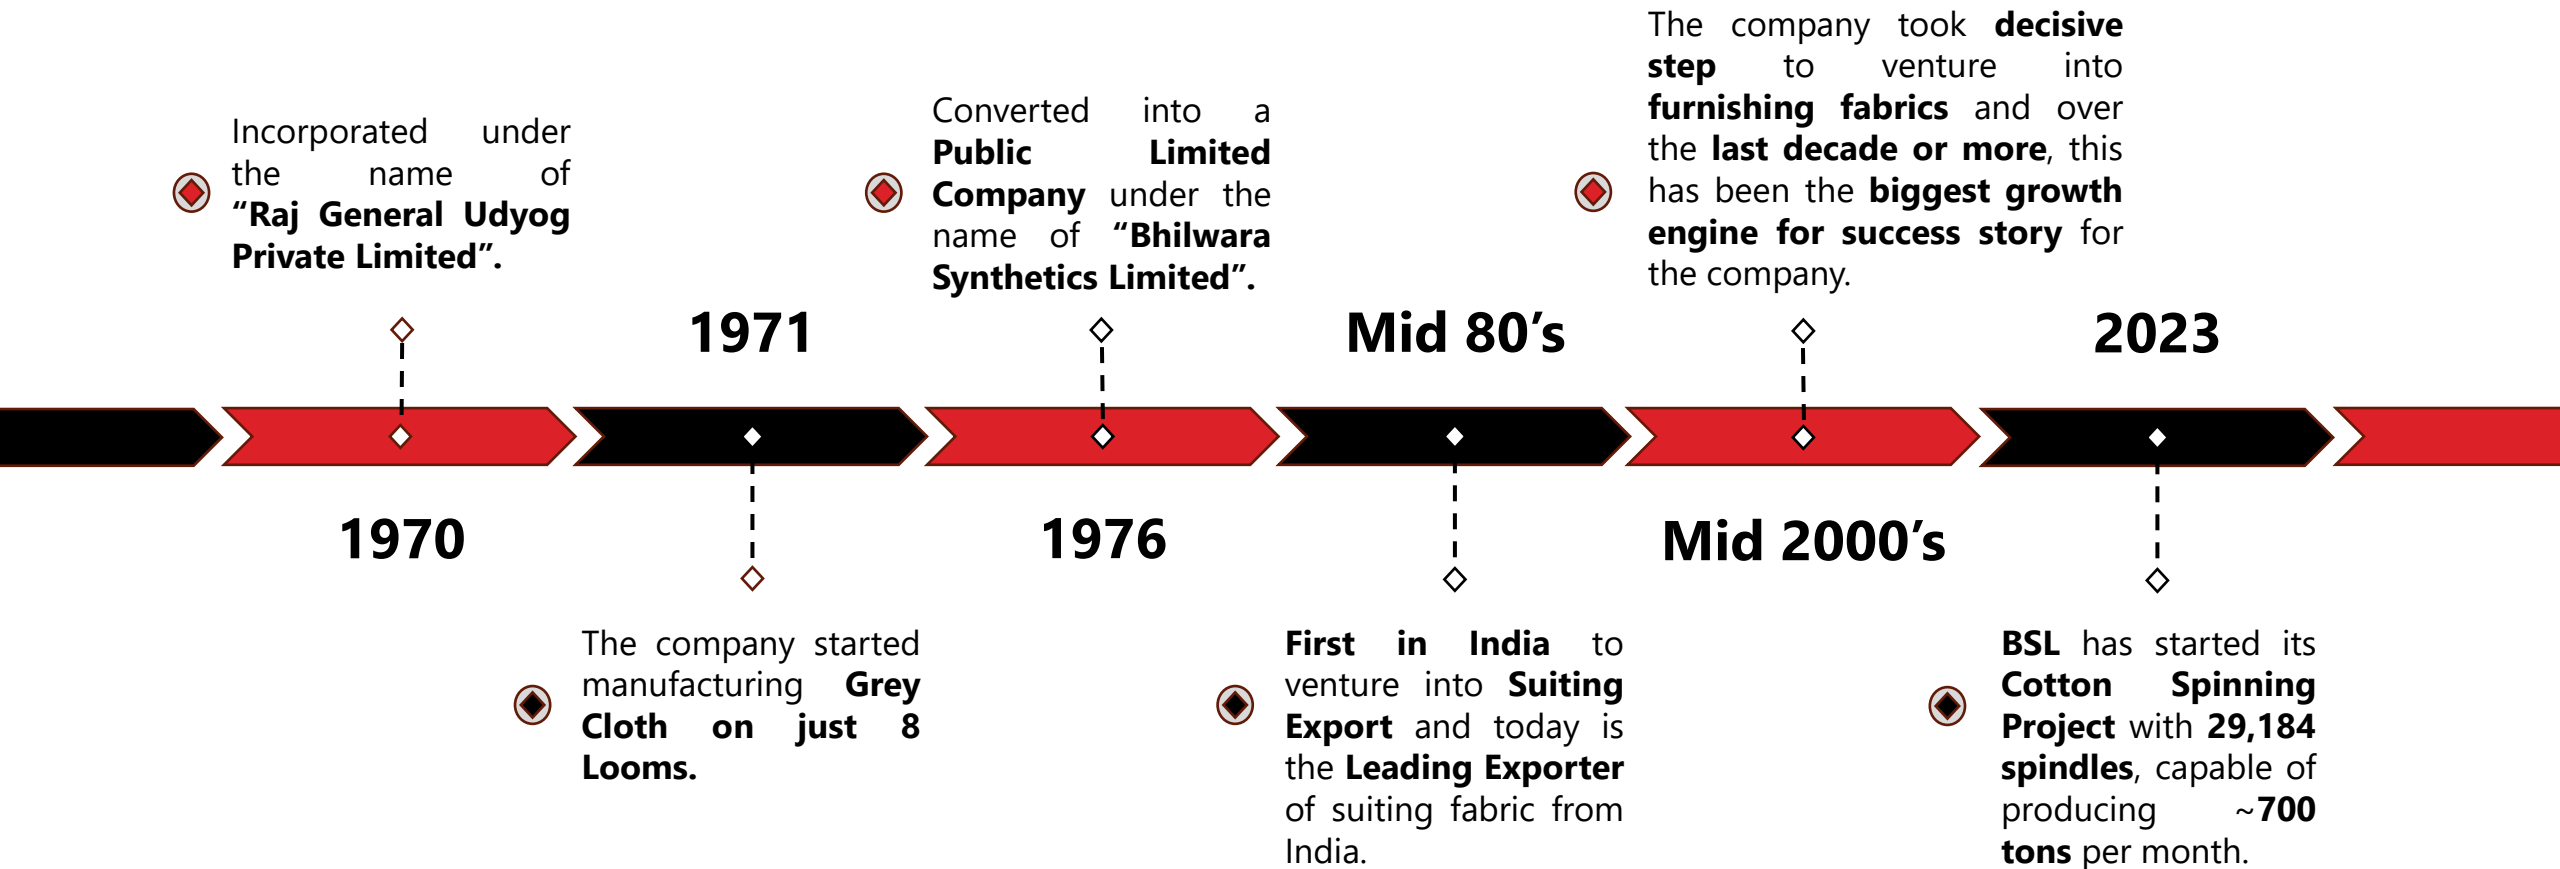 Incorporated under
the name of
“Raj General Udyog
Private Limited”.
1970
1971
The company started
manufacturing Grey
Cloth on just 8
Looms.
Converted into a
Public Limited
Company under the
name of “Bhilwara
Synthetics Limited”.
1976
Mid 80’s
First in India to
venture into Suiting
Export and today is
the Leading Exporter
of suiting fabric from
India.
The company took decisive
step to venture into
furnishing fabrics and over
the last decade or more, this
has been the biggest growth
engine for success story for
the company.
Mid 2000’s
2023
BSL has started its
Cotton Spinning
Project with 29,184
spindles, capable of
producing ~700
tons per month.